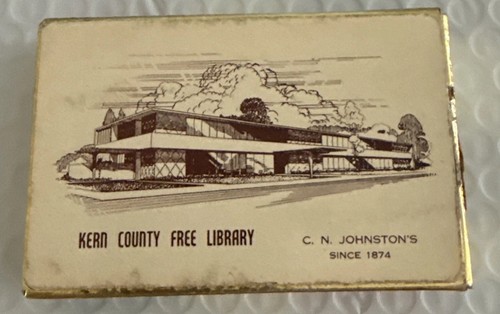 KERN COUNTY FREE LIBRARY
C. N. JOHNSTON'S
SINCE 1874